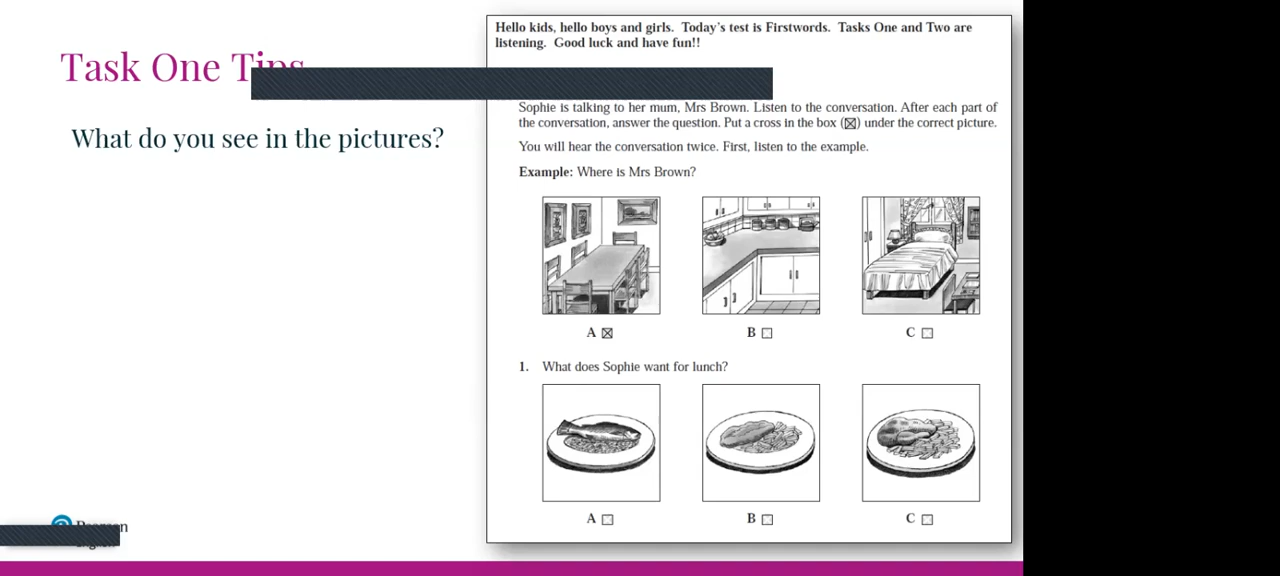 Task One Tips
What do you see in the pictures?
Hello kids, hello boys and girls. Today's test is Firstwords. Tasks One and Two are
listening. Good luck and have fun!!
Sophie is talking to her mum, Mrs Brown. Listen to the conversation. After each part of
the conversation, answer the question. Put a cross in the box (☒) under the correct picture.
You will hear the conversation twice. First, listen to the example.
Example: Where is Mrs Brown?
A ☒ B ☐ C ☐
1. What does Sophie want for lunch?
A ☐ B ☐ C ☐